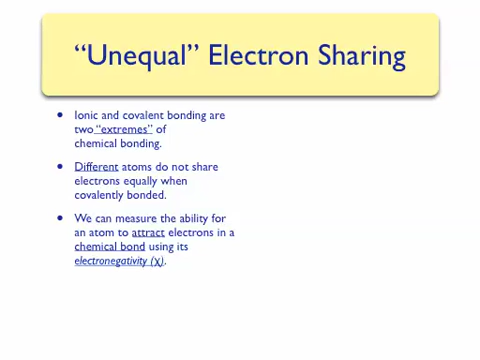 “Unequal” Electron Sharing
• Ionic and covalent bonding are
two “extremes” of
chemical bonding.
• Different atoms do not share
electrons equally when
covalently bonded.
• We can measure the ability for
an atom to attract electrons in a
chemical bond using its
electronegativity (χ).